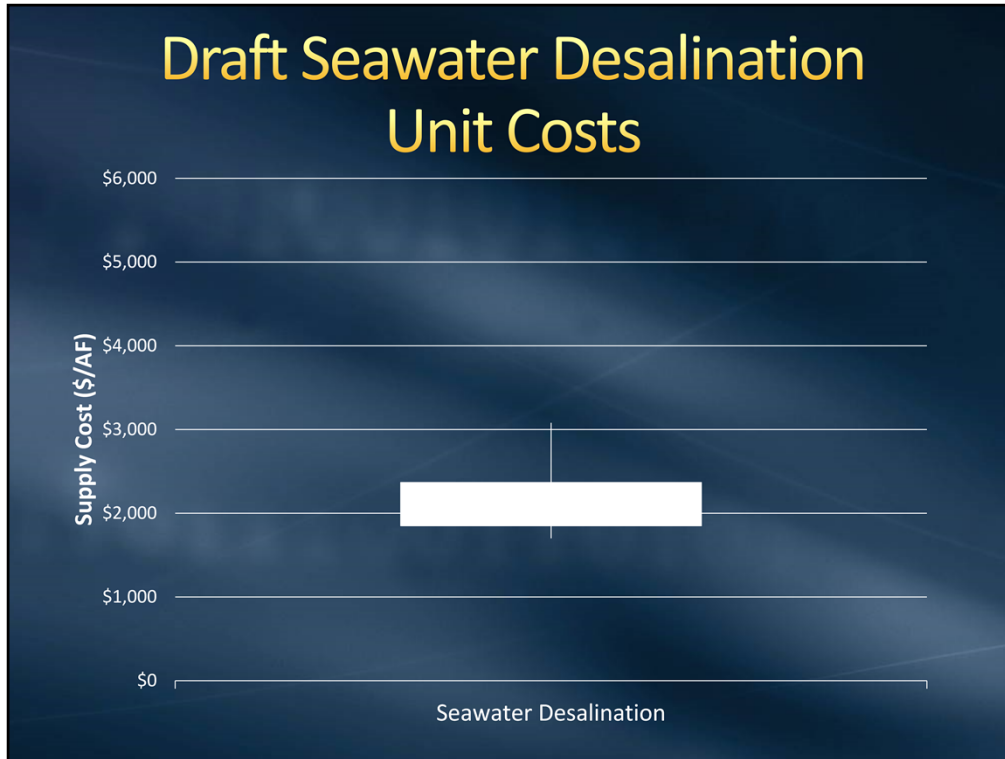 Draft Seawater Desalination
Unit Costs
$6,000
$5,000
$4,000
$3,000
$2,000
$1,000
$0
Supply Cost ($/AF)
Seawater Desalination